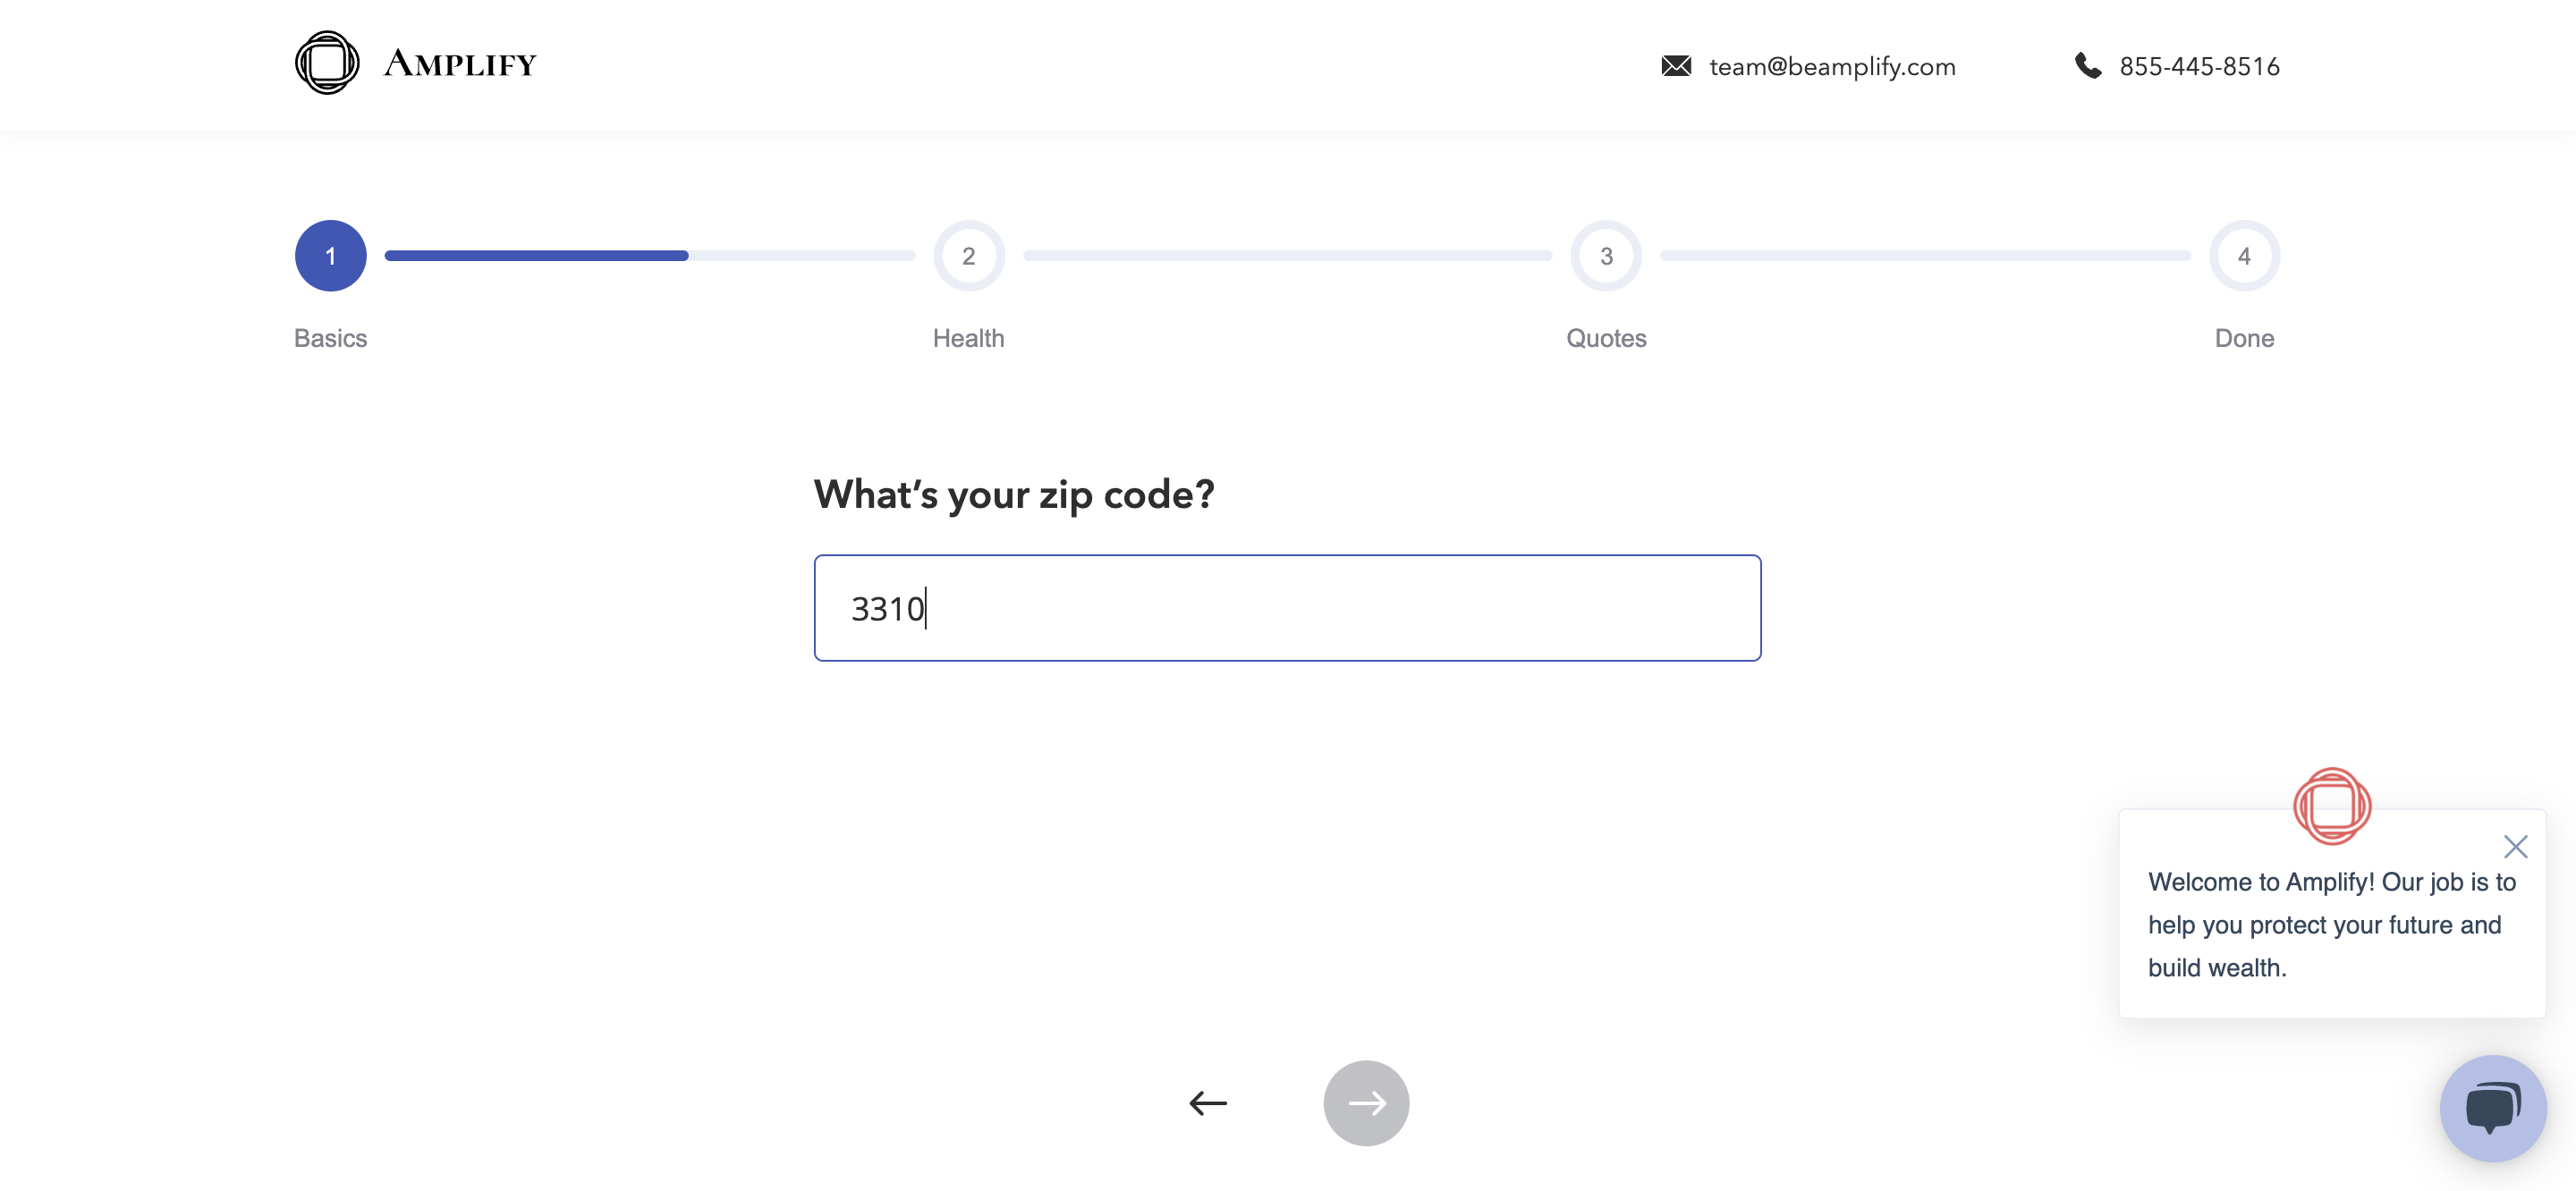 AMPLIFY
team@beamplify.com
855-445-8516
1
2
3
4
Basics
Health
Quotes
Done
What's your zip code?
3310
Welcome to Amplify! Our job is to
help you protect your future and
build wealth.